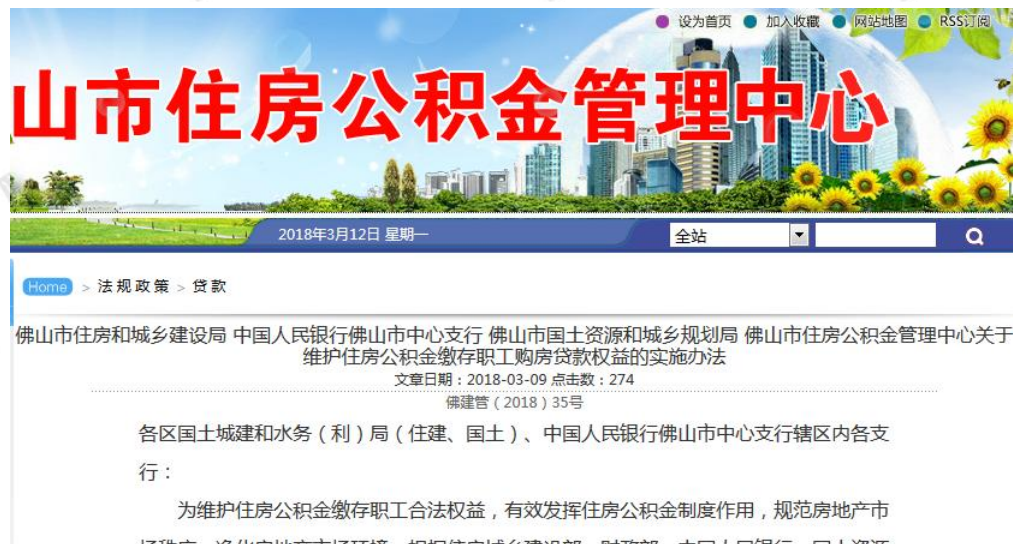 设为首页 加入收藏 网站地图 RSS订阅
山市住房公积金管理中心
2018年3月12日 星期一 全站
Home > 法规政策 > 贷款
佛山市住房和城乡建设局 中国人民银行佛山市中心支行 佛山市国土资源和城乡规划局 佛山市住房公积金管理中心关于
维护住房公积金缴存职工购房贷款权益的实施办法
文章日期：2018-03-09 点击数：274
佛建管（2018）35号
各区国土城建和水务（利）局（住建、国土）、中国人民银行佛山市中心支行辖区内各支
行：
为维护住房公积金缴存职工合法权益，有效发挥住房公积金制度作用，规范房地产市